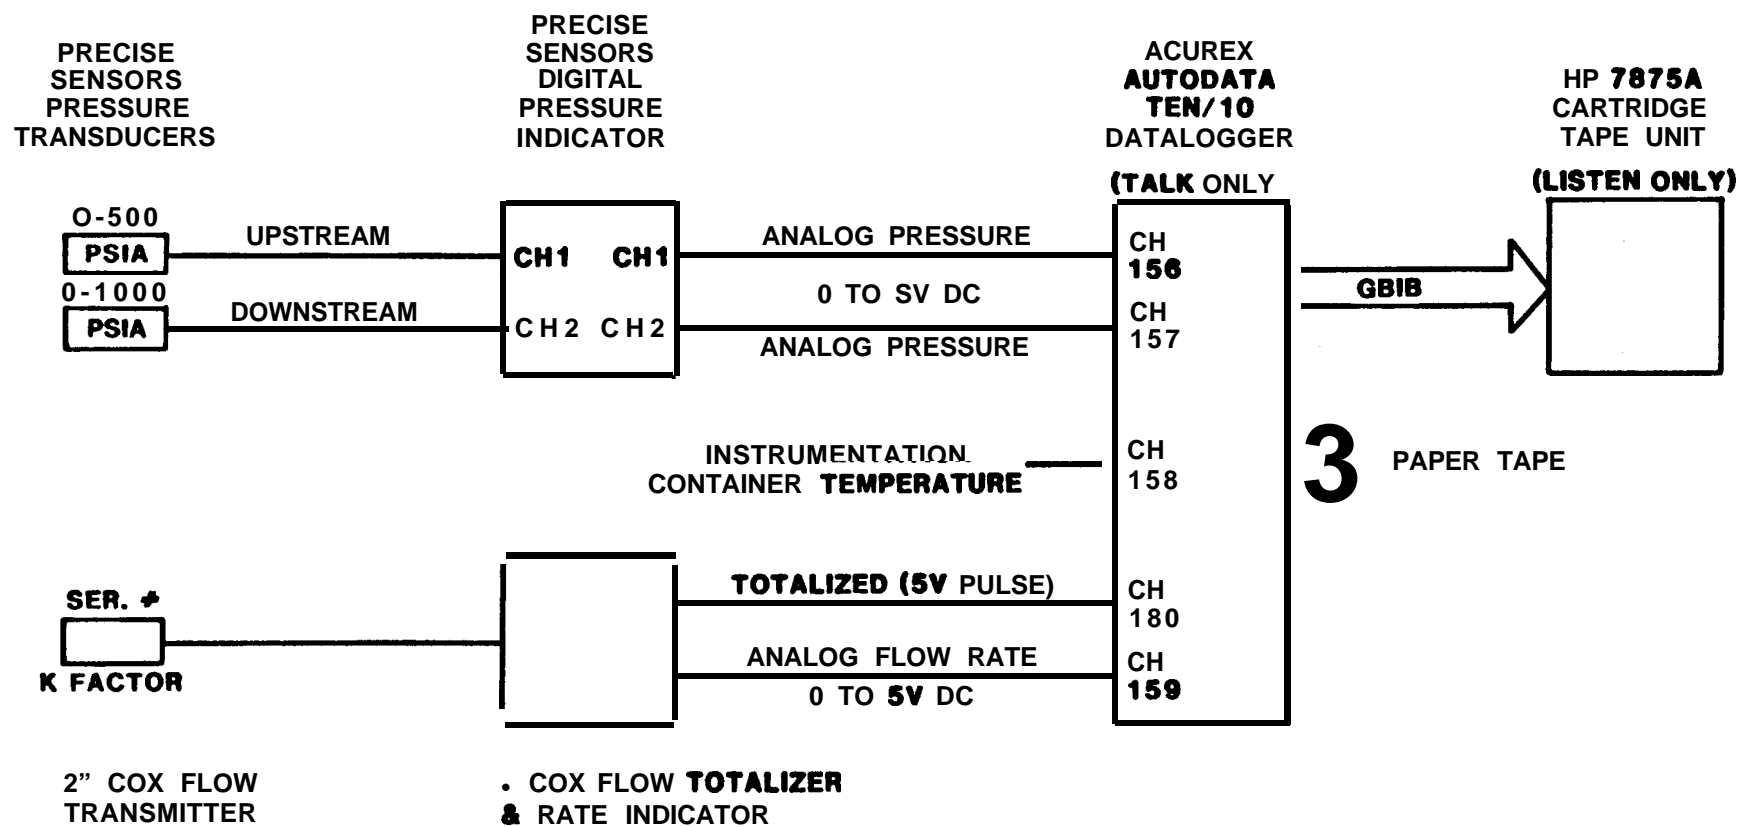 PRECISE
SENSORS
PRESSURE
TRANSDUCERS
PRECISE
SENSORS
DIGITAL
PRESSURE
INDICATOR
ACUREX
AUTODATA
TEN/10
DATALOGGER
(TALK ONLY
HP 7875A
CARTRIDGE
TAPE UNIT
(LISTEN ONLY)
O-500
PSIA
UPSTREAM
CH1 CH1
ANALOG PRESSURE
CH
156
0-1000
PSIA
DOWNSTREAM
CH2 CH2
0 TO SV DC
ANALOG PRESSURE
CH
157
GBIB
INSTRUMENTATION
CONTAINER TEMPERATURE
CH
158
3 PAPER TAPE
SER. #
K FACTOR
TOTALIZED (5V PULSE)
CH
180
ANALOG FLOW RATE
0 TO 5V DC
CH
159
2” COX FLOW
TRANSMITTER
. COX FLOW TOTALIZER
& RATE INDICATOR